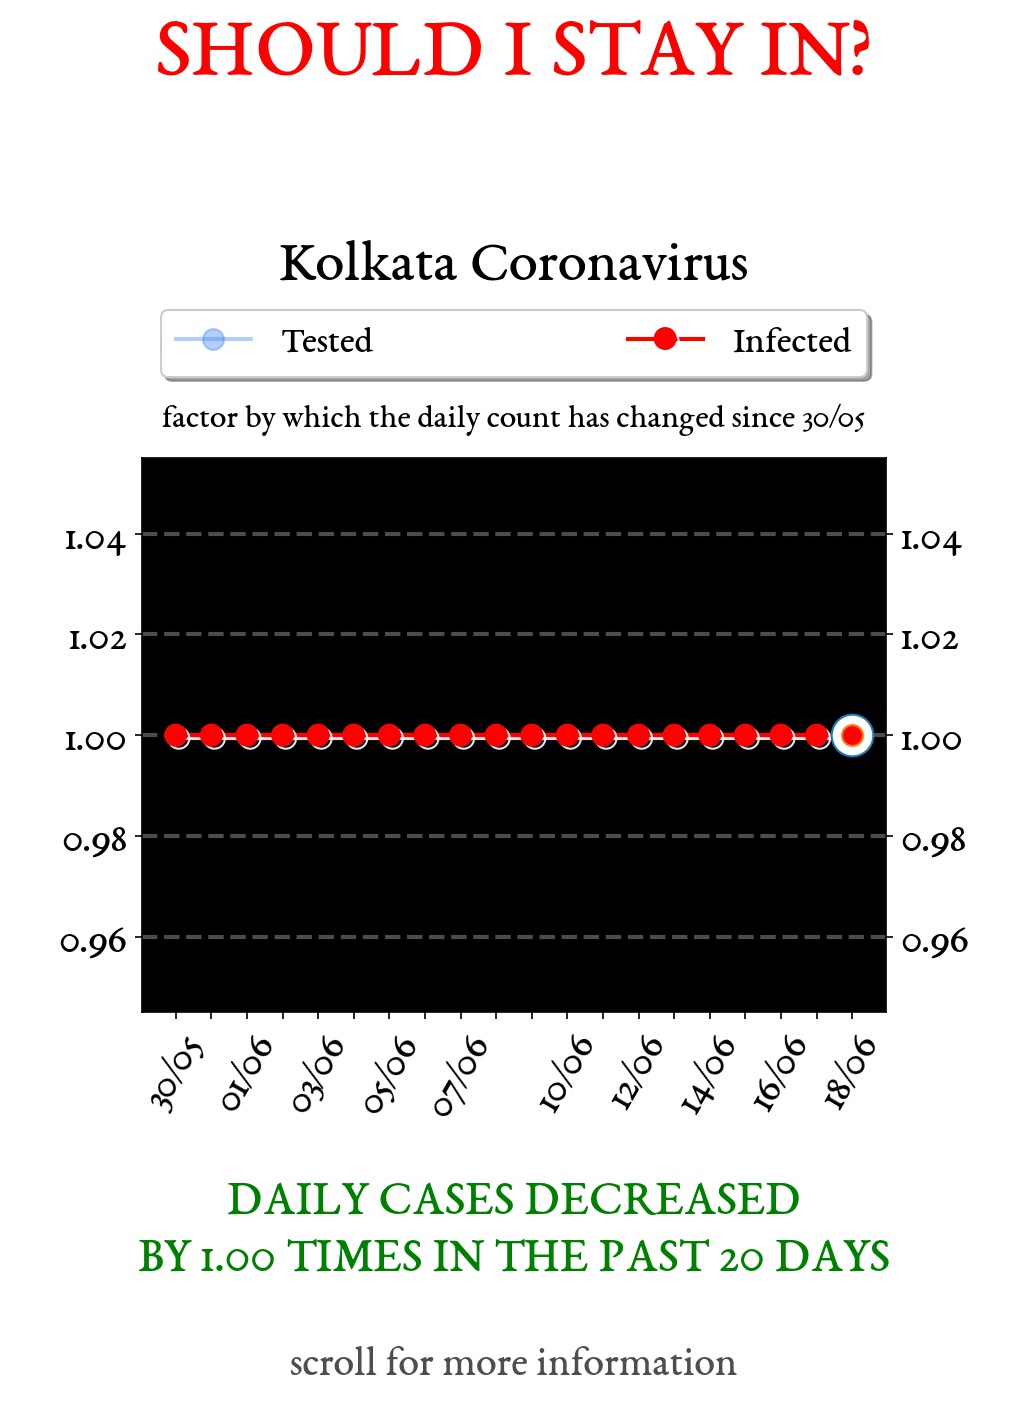 SHOULD I STAY IN?
Kolkata Coronavirus
Tested Infected
factor by which the daily count has changed since 30/05
1.04 1.04
1.02 1.02
1.00 1.00
0.98 0.98
0.96 0.96
30/05 01/06 03/06 05/06 07/06 10/06 12/06 14/06 16/06 18/06
DAILY CASES DECREASED
BY 1.00 TIMES IN THE PAST 20 DAYS
scroll for more information